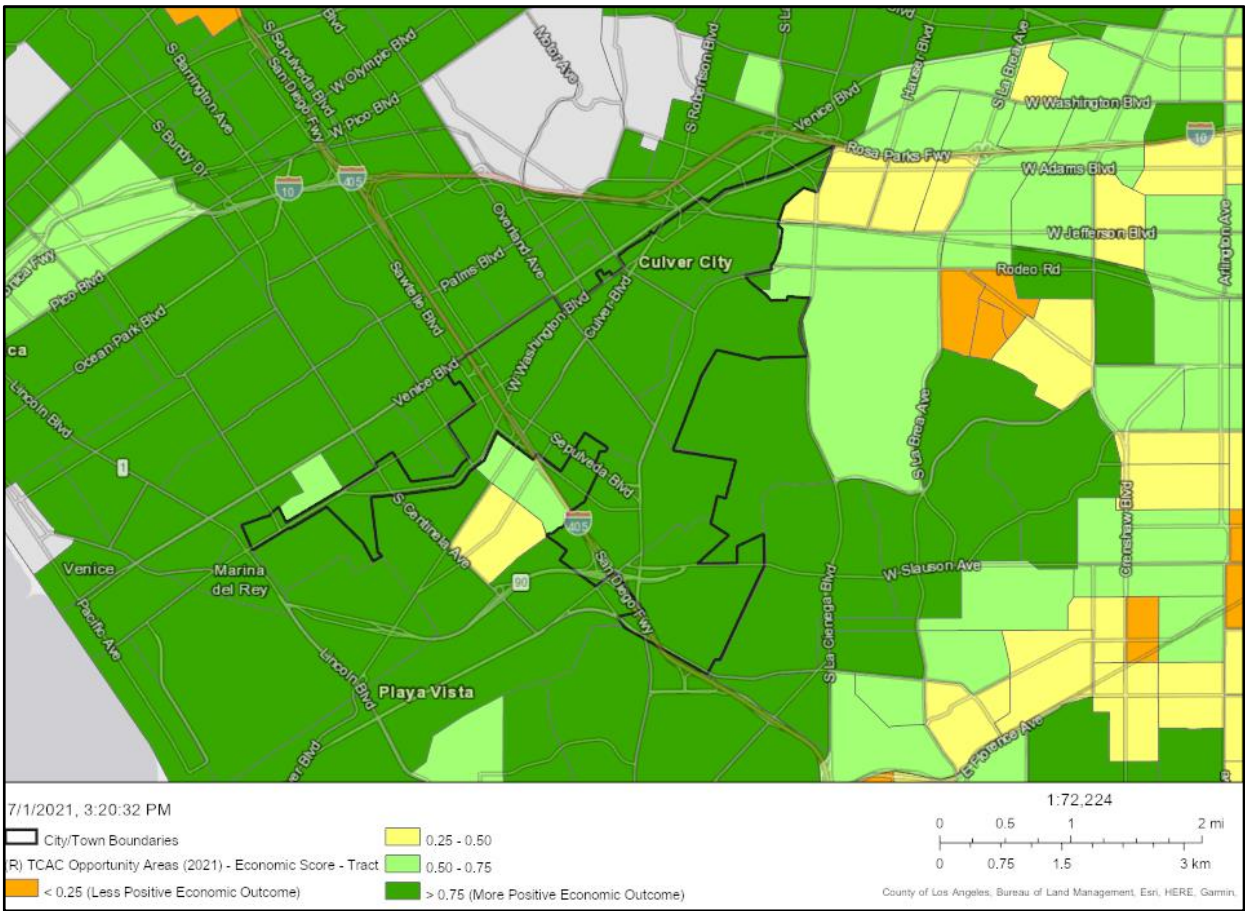 S Sepulveda Blvd
San Diego Fwy
Blvd
S Barrington Ave
W Olympic Blvd
W Pico Blvd
S Bundy Dr
Motor Ave
S Robertson Blvd
S La
Hauser Blvd
S La Brea Ave
Venice Blvd
W Washington Blvd
Rosa Parks Fwy
10
W Adams Blvd
10
405
Overland Ave
W Jefferson Blvd
Arlington Ave
Culver City
Rodeo Rd
Palms Blvd
Pico Blvd
Sawtelle Blvd
W Washington Blvd
Culver Blvd
Ocean Park Blvd
ca
Venice Blvd
Lincoln Blvd
S La Brea Ave
1
Sepulveda Blvd
S Centinela Ave
405
Crenshaw Blvd
Venice
Marina
del Rey
90
San Diego Fwy
W Slauson Ave
Pacific Ave
S La Cienega Blvd
Lincoln Blvd
Playa Vista
E Florence Ave
er Blvd
7/1/2021, 3:20:32 PM
City/Town Boundaries
(R) TCAC Opportunity Areas (2021) - Economic Score - Tract
< 0.25 (Less Positive Economic Outcome)
0.25 - 0.50
0.50 - 0.75
> 0.75 (More Positive Economic Outcome)
1:72,224
0 0.5 1 2 mi
0 0.75 1.5 3 km
County of Los Angeles, Bureau of Land Management, Esri, HERE, Garmin,